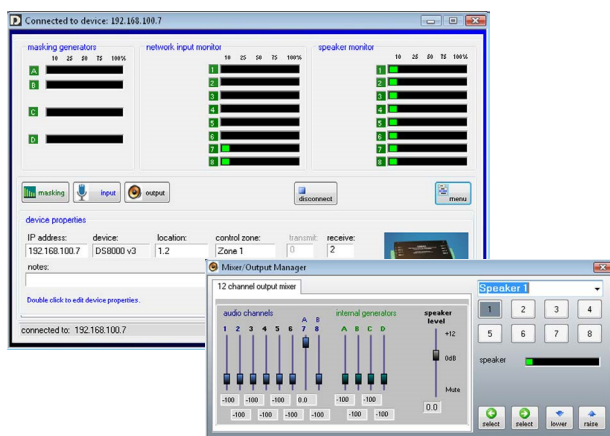 Connected to device: 192.168.100.7
masking generators
10 25 50 75 100%
A
B
C
D
network input monitor
10 25 50 75 100%
1
2
3
4
5
6
7
8
speaker monitor
10 25 50 75 100%
1
2
3
4
5
6
7
8
masking
input
output
disconnect
menu
device properties
IP address: device: location: control zone: transmit: receive:
192.168.100.7 DS8000 v3 1.2 Zone 1 0 2
notes:
Double click to edit device properties.
connected to: 192.168.100.7
Mixer/Output Manager
12 channel output mixer
audio channels
A B
1 2 3 4 5 6 7 8
-100 -100 -100 0.0
-100 -100 -100 -100
internal generators
A B C D
-100 -100
-100 -100
speaker
level
+12
0dB
Mute
0.0
Speaker 1
1 2 3 4
5 6 7 8
speaker
select select lower raise